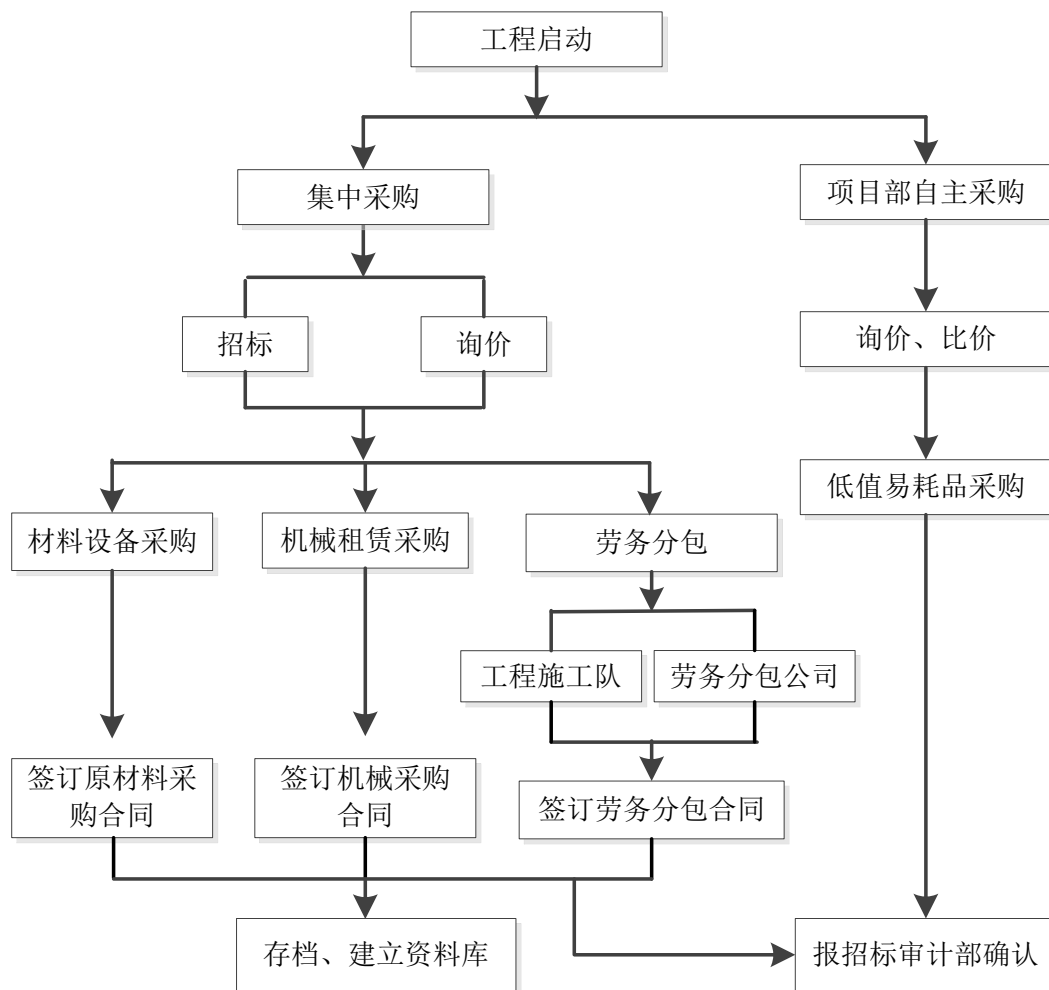 工程启动
集中采购
项目部自主采购
招标
询价
询价、比价
低值易耗品采购
材料设备采购
机械租赁采购
劳务分包
工程施工队
劳务分包公司
签订原材料采
购合同
签订机械采购
合同
签订劳务分包合同
存档、建立资料库
报招标审计部确认